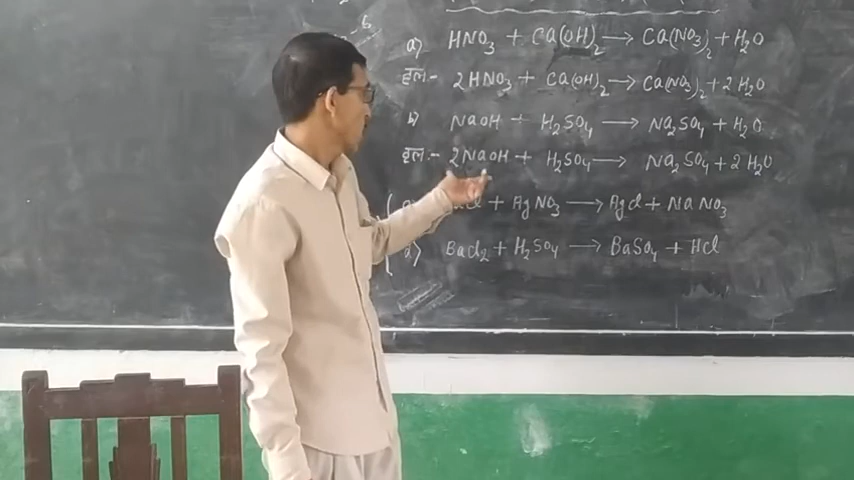 a) HNO₃ + Ca(OH)₂ → Ca(NO₃)₂ + H₂O
हल:- 2HNO₃ + Ca(OH)₂ → Ca(NO₃)₂ + 2H₂O
b) NaOH + H₂SO₄ → Na₂SO₄ + H₂O
हल:- 2NaOH + H₂SO₄ → Na₂SO₄ + 2H₂O
+ AgNO₃ → AgCl + NaNO₃
d) BaCl₂ + H₂SO₄ → BaSO₄ + HCl